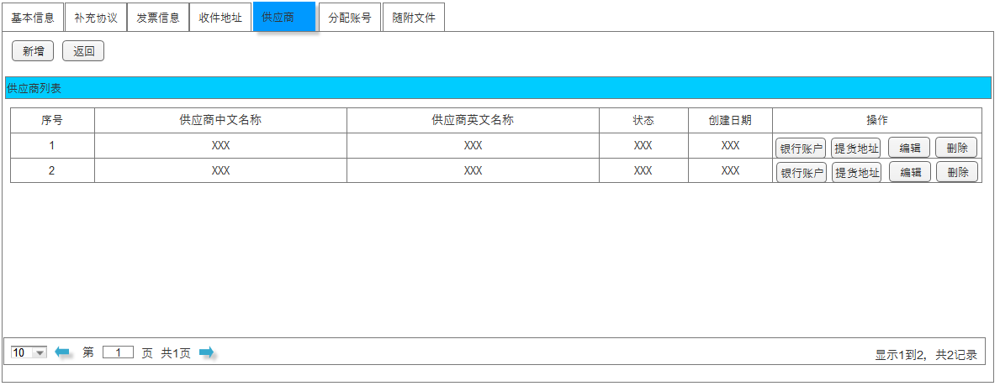 基本信息 补充协议 发票信息 收件地址 供应商 分配账号 随附文件
新增 返回
供应商列表
序号 供应商中文名称 供应商英文名称 状态 创建日期 操作
1 XXX XXX XXX XXX 银行账户 提货地址 编辑 删除
2 XXX XXX XXX XXX 银行账户 提货地址 编辑 删除
10 第 1 页 共1页 显示1到2，共2记录